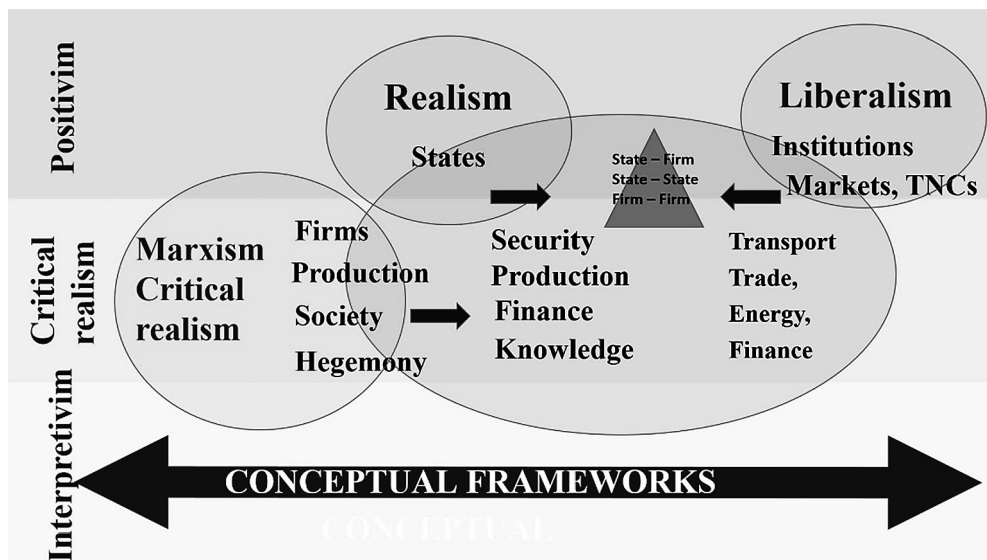 Positivim
Realism
States
Liberalism
Institutions
Markets, TNCs
State – Firm
State – State
Firm – Firm
Critical
realism
Marxism
Critical
realism
Firms
Production
Society
Hegemony
Security
Production
Finance
Knowledge
Transport
Trade,
Energy,
Finance
Interpretivim
CONCEPTUAL FRAMEWORKS
CONCEPTUAL